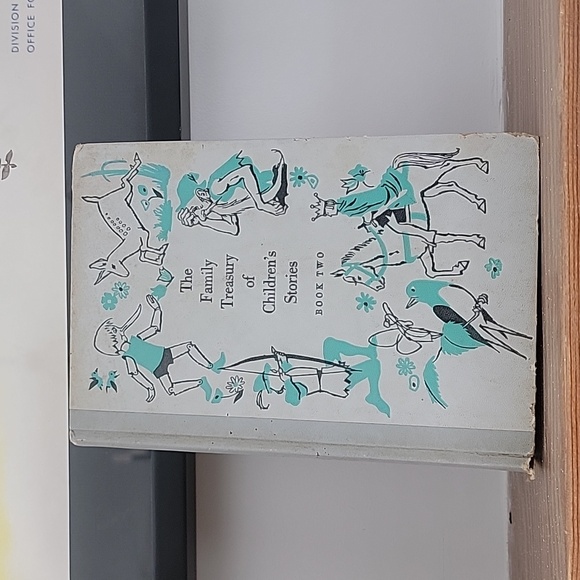 The
Family
Treasury
of
Children's
Stories
BOOK TWO
DIVISION
OFFICE FO